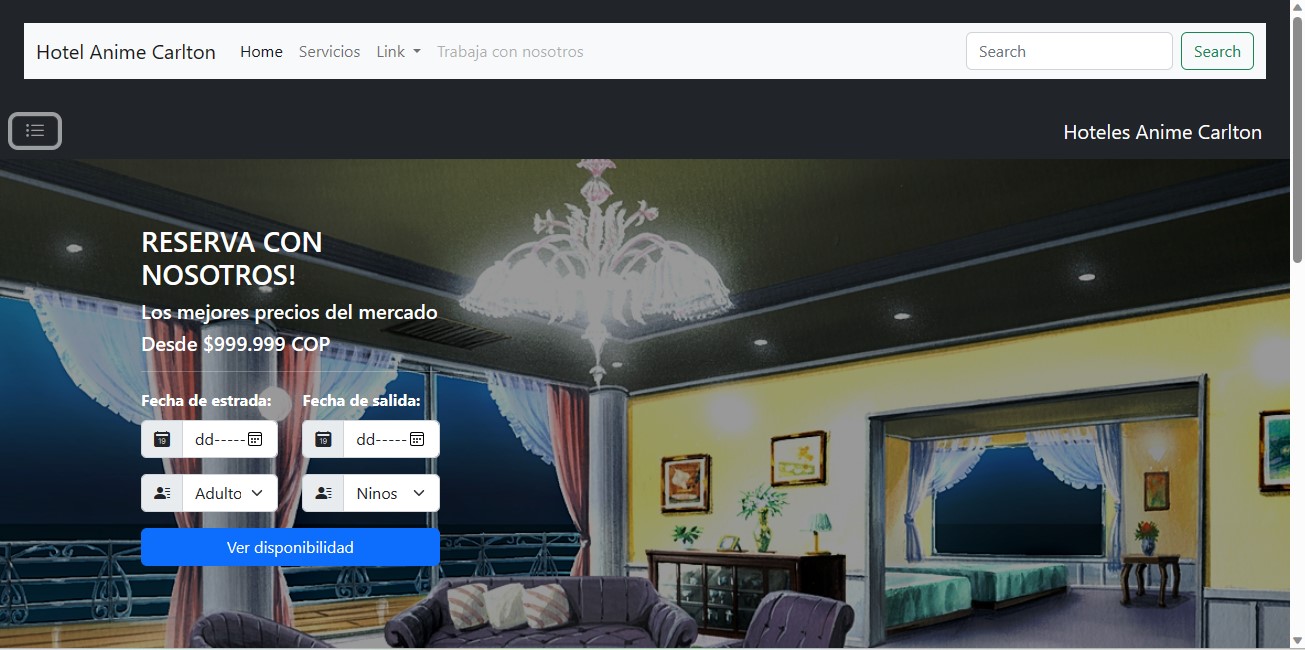 Hotel Anime Carlton Home Servicios Link Trabaja con nosotros Search Search
Hoteles Anime Carlton
RESERVA CON
NOSOTROS!
Los mejores precios del mercado
Desde $999.999 COP
Fecha de estrada: Fecha de salida:
19 dd----- 19 dd-----
Adulto Ninos
Ver disponibilidad